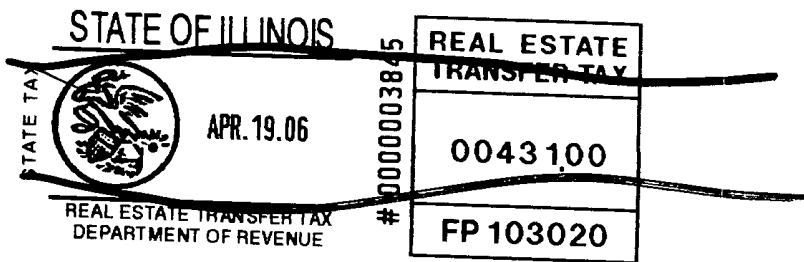 STATE OF ILLINOIS
STATE TAX
APR.19.06
REAL ESTATE TRANSFER TAX
DEPARTMENT OF REVENUE
# 0000003845
REAL ESTATE
TRANSFER TAX
0043100
FP 103020